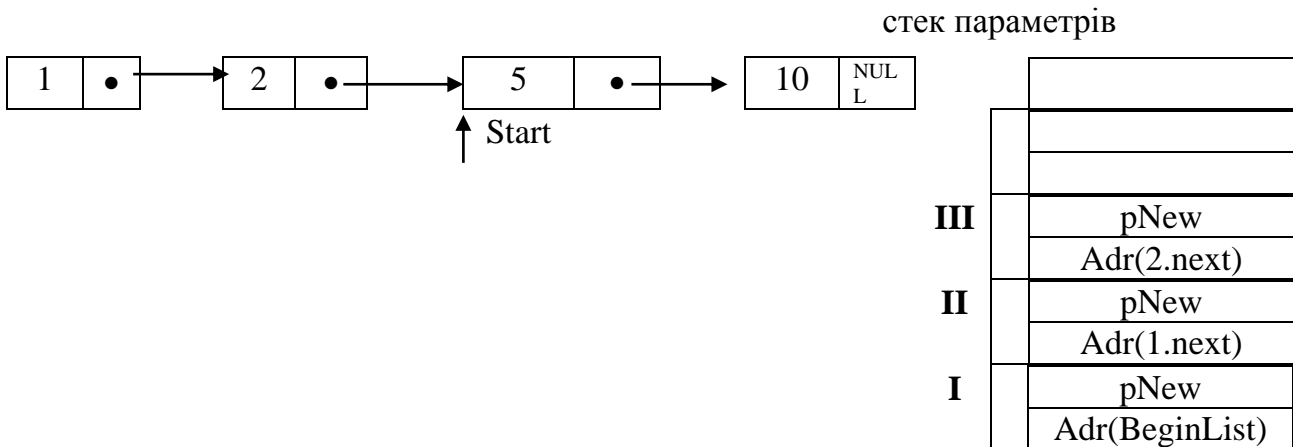 стек параметрів
1 • 2 • 5 • 10 NUL
L
Start
III pNew
Adr(2.next)
II pNew
Adr(1.next)
I pNew
Adr(BeginList)